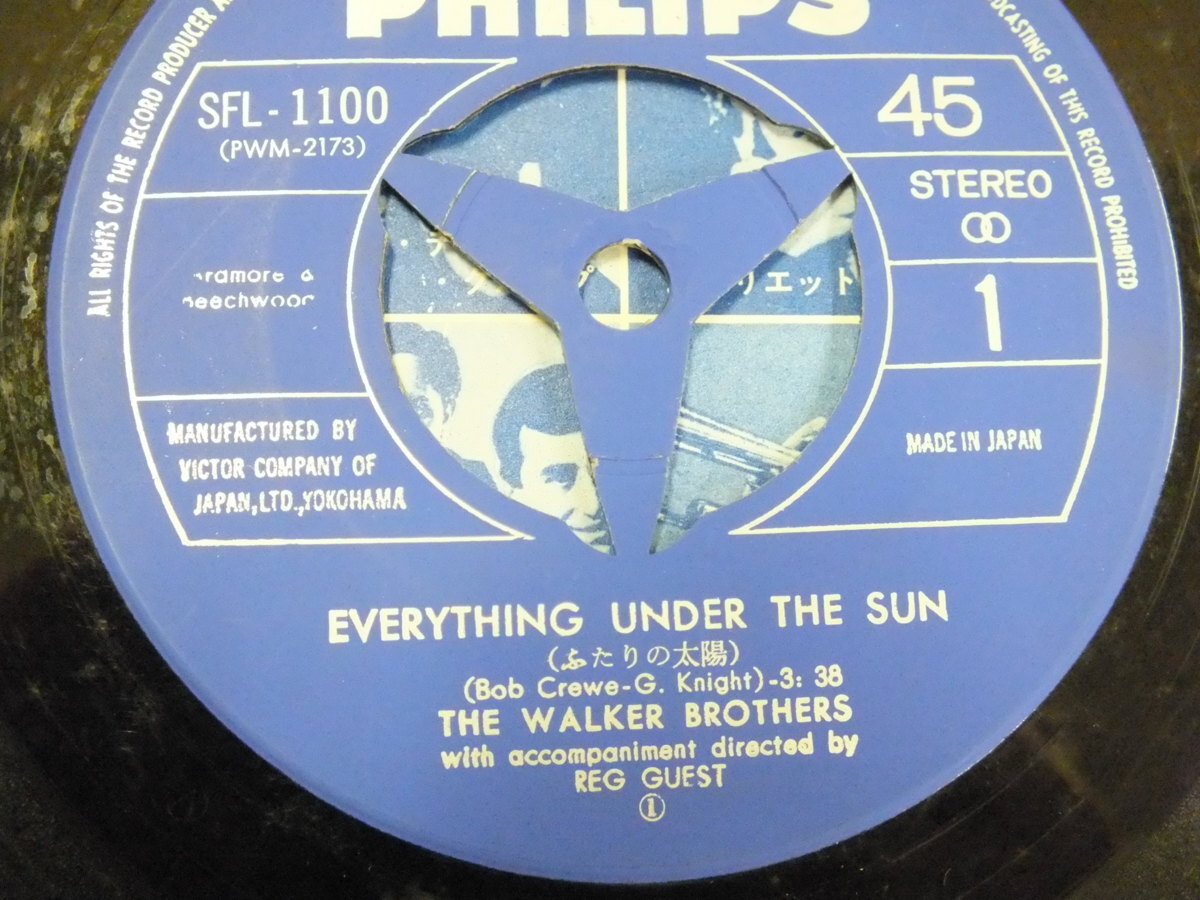 PHILIPS
ALL RIGHTS OF THE RECORD PRODUCER
DCASTING OF THIS RECORD PROHIBITED
SFL-1100
(PWM-2173)
45
STEREO
1
ardmore &
beechwood
MANUFACTURED BY
VICTOR COMPANY OF
JAPAN, LTD., YOKOHAMA
MADE IN JAPAN
リエット
EVERYTHING UNDER THE SUN
(ふたりの太陽)
(Bob Crewe-G. Knight)-3: 38
THE WALKER BROTHERS
with accompaniment directed by
REG GUEST
①